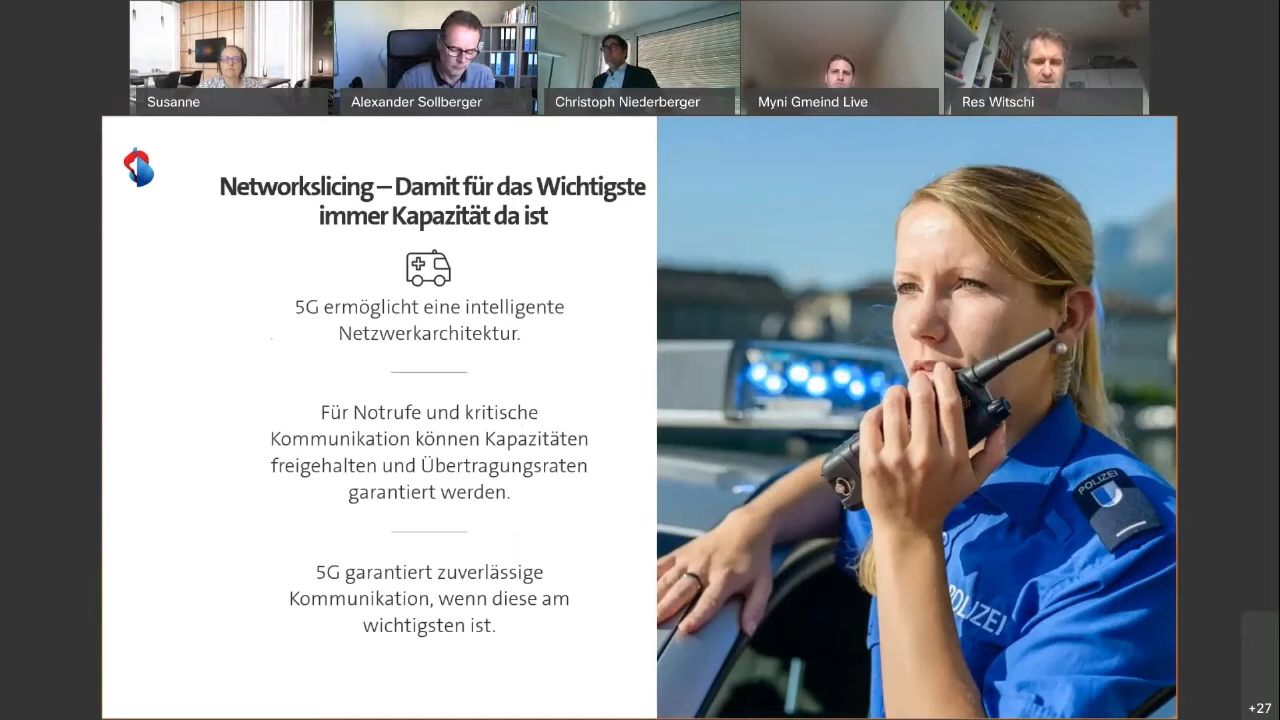 Susanne
Alexander Sollberger
Christoph Niederberger
Myni Gmeind Live
Res Witschi
Networkslicing – Damit für das Wichtigste
immer Kapazität da ist
5G ermöglicht eine intelligente
Netzwerkarchitektur.
Für Notrufe und kritische
Kommunikation können Kapazitäten
freigehalten und Übertragungsraten
garantiert werden.
5G garantiert zuverlässige
Kommunikation, wenn diese am
wichtigsten ist.
POLIZEI
POLIZEI
+27